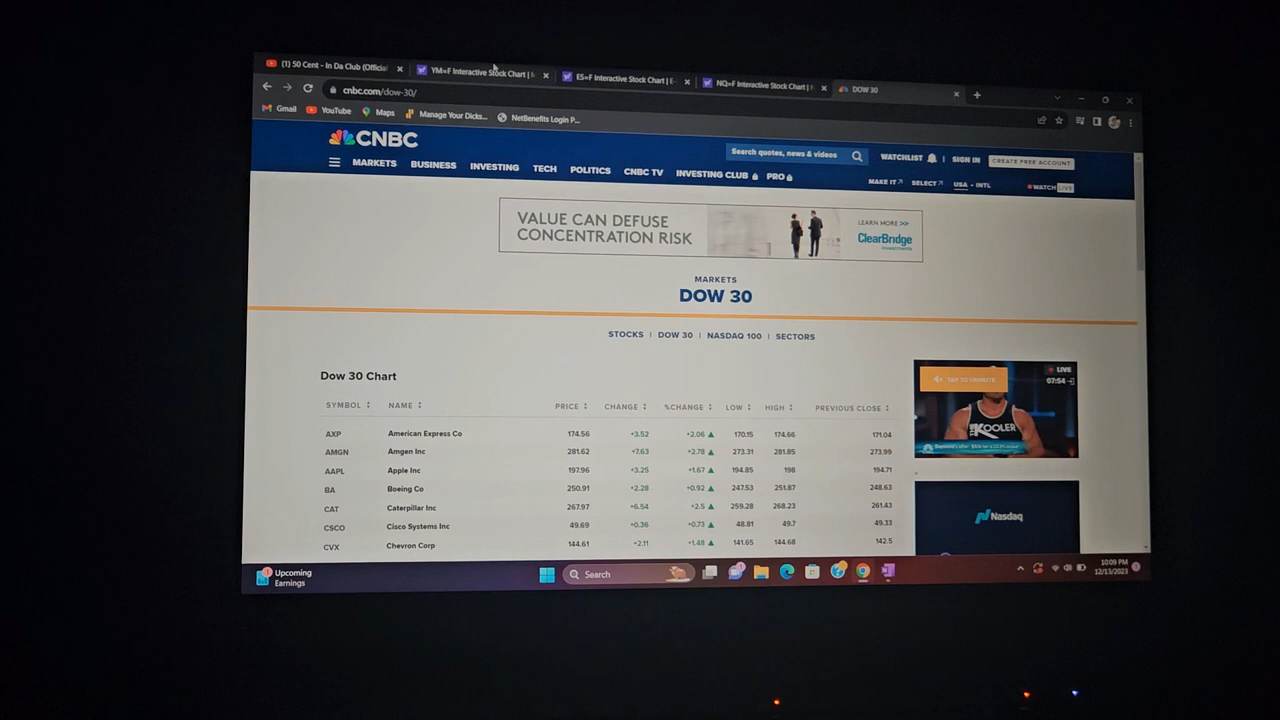 (1) 50 Cent - In Da Club (Official
YM=F Interactive Stock Chart |
ES=F Interactive Stock Chart | E-
NQ=F Interactive Stock Chart |
DOW 30
cnbc.com/dow-30/
Gmail YouTube Maps Manage Your Dicks... NetBenefits Login P...
CNBC
Search quotes, news & videos
WATCHLIST | SIGN IN CREATE FREE ACCOUNT
MARKETS BUSINESS INVESTING TECH POLITICS CNBC TV INVESTING CLUB PRO
MAKE IT SELECT USA • INTL WATCH LIVE
VALUE CAN DEFUSE
CONCENTRATION RISK
LEARN MORE >>
ClearBridge
Investments
MARKETS
DOW 30
STOCKS | DOW 30 | NASDAQ 100 | SECTORS
Dow 30 Chart
SYMBOL NAME PRICE CHANGE %CHANGE LOW HIGH PREVIOUS CLOSE
AXP American Express Co 174.56 +3.52 +2.06 170.15 174.66 171.04
AMGN Amgen Inc 281.62 +7.63 +2.78 273.31 281.85 273.99
AAPL Apple Inc 197.96 +3.25 +1.67 194.85 198 194.71
BA Boeing Co 250.91 +2.28 +0.92 247.53 251.87 248.63
CAT Caterpillar Inc 267.97 +6.54 +2.5 259.28 268.23 261.43
CSCO Cisco Systems Inc 49.69 +0.36 +0.73 48.81 49.7 49.33
CVX Chevron Corp 144.61 +2.11 +1.48 141.65 144.68 142.5
TAP TO UNMUTE
LIVE
07:54
KOOLER
Nasdaq
Upcoming
Earnings
Search
10:09 PM
12/13/2023